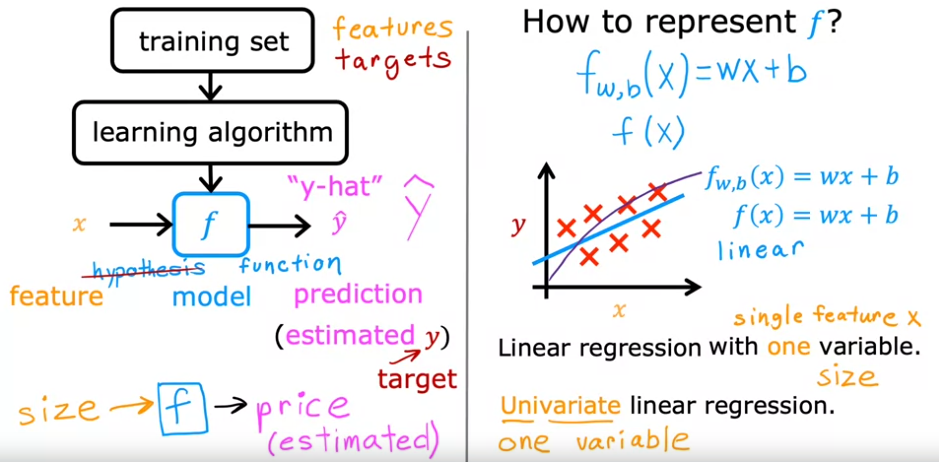 training set
features
targets
learning algorithm
"y-hat"
x
f
ŷ
ŷ
hypothesis
function
feature
model
prediction
(estimated y)
target
size → f → price
(estimated)
How to represent f?
f_{w,b}(x)=wx+b
f(x)
y
f_{w,b}(x) = wx + b
f(x) = wx + b
linear
x
single feature x
Linear regression with one variable.
size
Univariate linear regression.
one variable